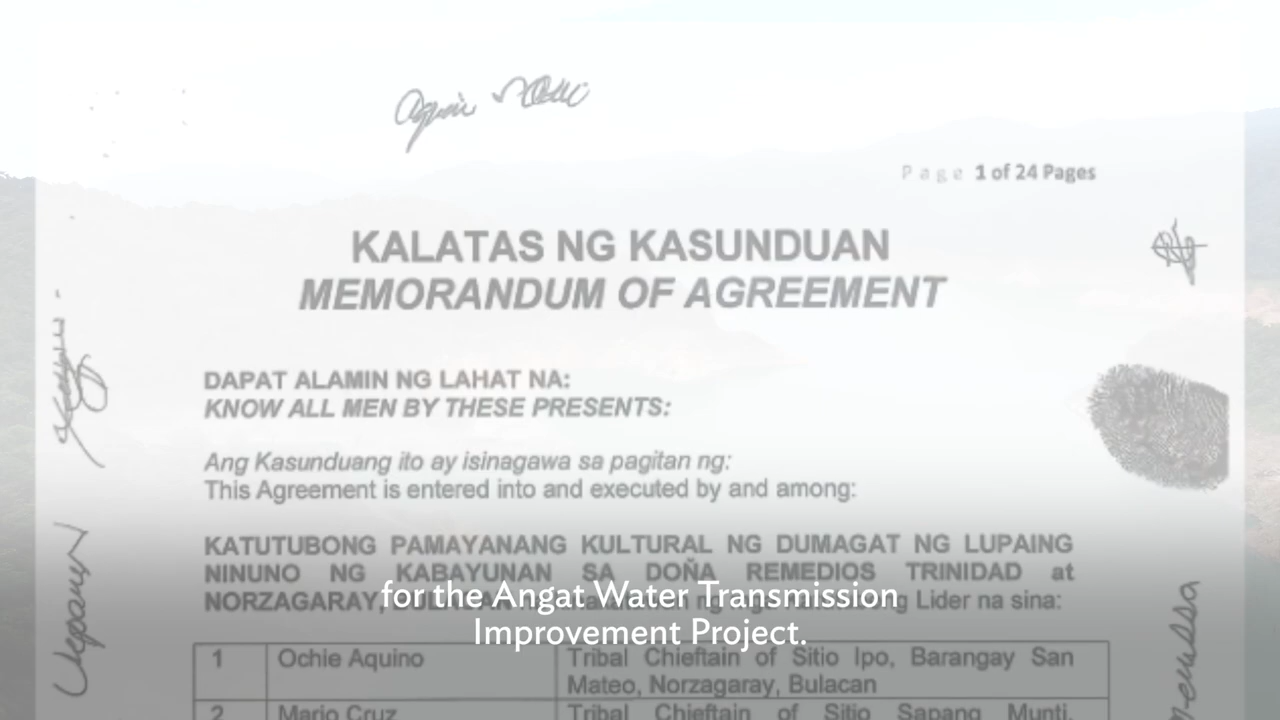 Page 1 of 24 Pages
KALATAS NG KASUNDUAN
MEMORANDUM OF AGREEMENT
DAPAT ALAMIN NG LAHAT NA:
KNOW ALL MEN BY THESE PRESENTS:
Ang Kasunduang ito ay isinagawa sa pagitan ng:
This Agreement is entered into and executed by and among:
KATUTUBONG PAMAYANANG KULTURAL NG DUMAGAT NG LUPAING
NINUNO NG KABAYUNAN SA DOÑA REMEDIOS TRINIDAD at
NORZAGARAY, Lider na sina:
for the Angat Water Transmission
Improvement Project.
1 Ochie Aquino Tribal Chieftain of Sitio Ipo, Barangay San
Mateo, Norzagaray, Bulacan
2 Mario Cruz Tribal Chieftain of Sitio Sapang Munti,